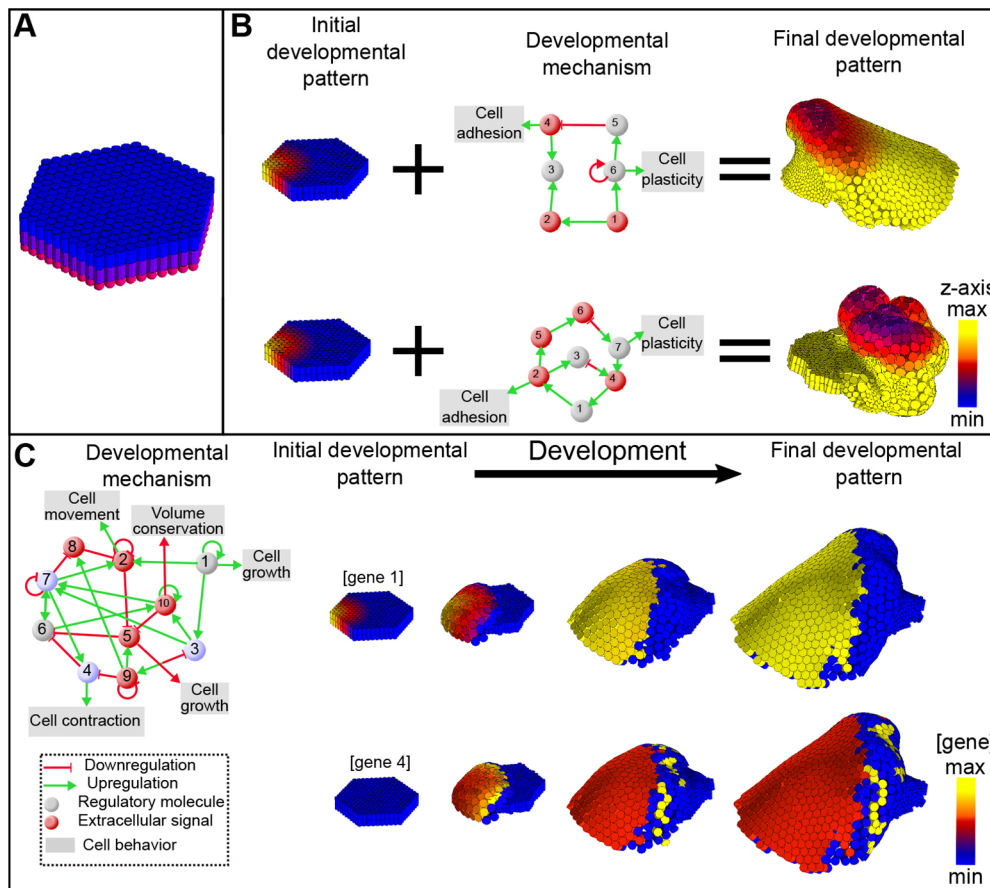 A
B
Initial
developmental
pattern
Developmental
mechanism
Final developmental
pattern
Cell
adhesion
4
5
3
6
2
1
Cell
plasticity
6
5
7
3
2
4
1
Cell
plasticity
Cell
adhesion
z-axis
max
min
C
Developmental
mechanism
Initial developmental
pattern
Development
Final developmental
pattern
Cell
movement
Volume
conservation
Cell
growth
8
2
1
7
10
6
5
3
4
9
Cell
growth
Cell contraction
[gene 1]
[gene 4]
Downregulation
Upregulation
Regulatory molecule
Extracellular signal
Cell behavior
[gene]
max
min